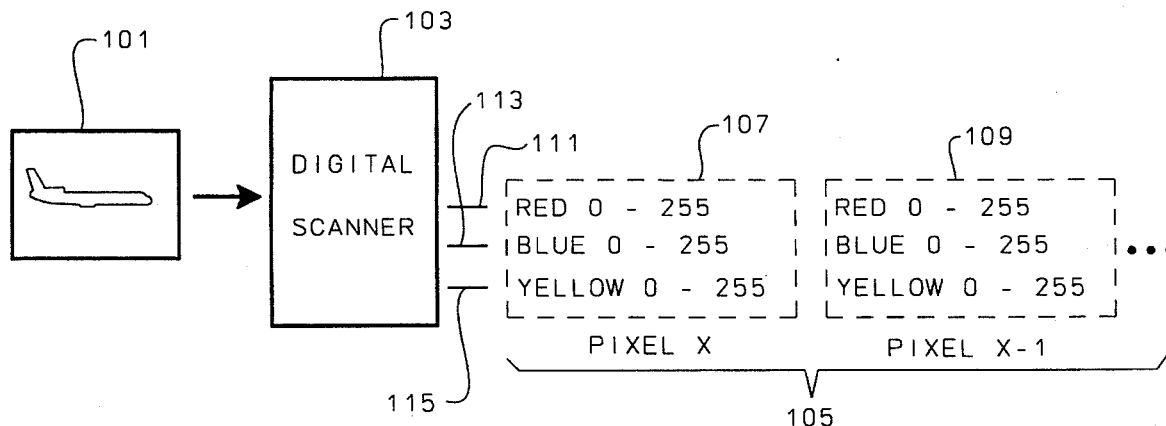 101
103
113
111
107
109
DIGITAL
SCANNER
RED 0 - 255
BLUE 0 - 255
YELLOW 0 - 255
PIXEL X
RED 0 - 255
BLUE 0 - 255
YELLOW 0 - 255
PIXEL X-1
•••
115
105